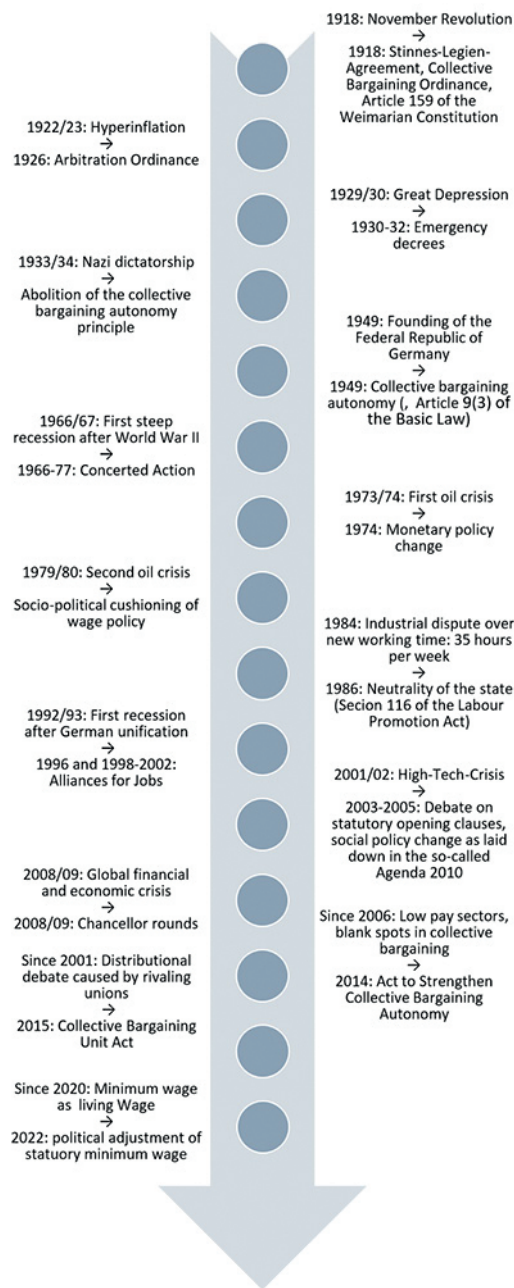 1918: November Revolution
→
1918: Stinnes-Legien-
Agreement, Collective
Bargaining Ordinance,
Article 159 of the
Weimarian Constitution
1922/23: Hyperinflation
→
1926: Arbitration Ordinance
1929/30: Great Depression
→
1930-32: Emergency
decrees
1933/34: Nazi dictatorship
→
Abolition of the collective
bargaining autonomy
principle
1949: Founding of the
Federal Republic of
Germany
→
1949: Collective bargaining
autonomy (, Article 9(3) of
the Basic Law)
1966/67: First steep
recession after World War II
→
1966-77: Concerted Action
1973/74: First oil crisis
→
1974: Monetary policy
change
1979/80: Second oil crisis
→
Socio-political cushioning of
wage policy
1984: Industrial dispute over
new working time: 35 hours
per week
→
1986: Neutrality of the state
(Secion 116 of the Labour
Promotion Act)
1992/93: First recession
after German unification
→
1996 and 1998-2002:
Alliances for Jobs
2001/02: High-Tech-Crisis
→
2003-2005: Debate on
statutory opening clauses,
social policy change as laid
down in the so-called
Agenda 2010
2008/09: Global financial
and economic crisis
→
2008/09: Chancellor rounds
Since 2006: Low pay sectors,
blank spots in collective
bargaining
→
2014: Act to Strengthen
Collective Bargaining
Autonomy
Since 2001: Distributional
debate caused by rivaling
unions
→
2015: Collective Bargaining
Unit Act
Since 2020: Minimum wage
as living Wage
→
2022: political adjustment of
statuory minimum wage